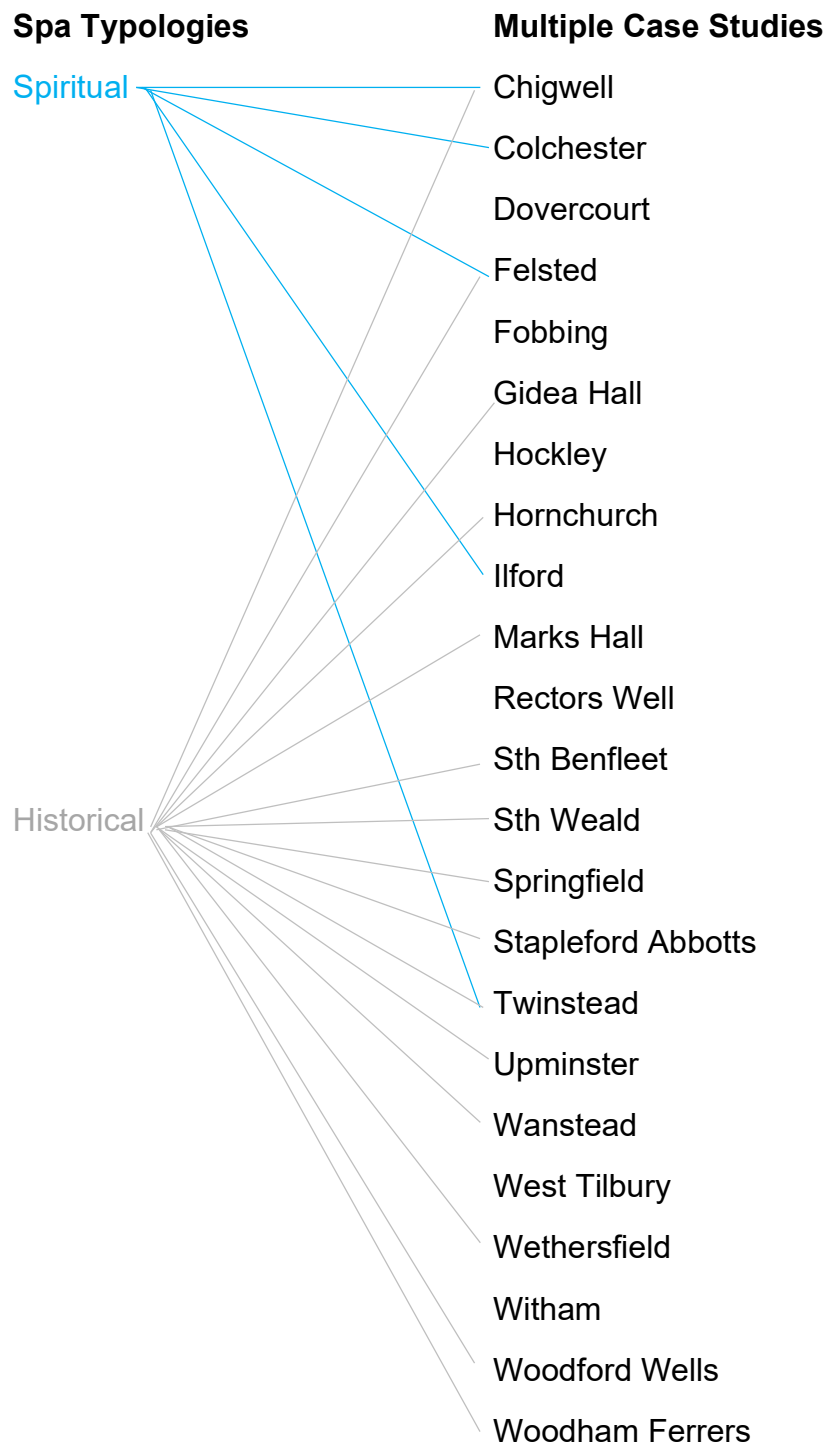 Spa Typologies
Multiple Case Studies
Spiritual
Chigwell
Colchester
Dovercourt
Felsted
Fobbing
Gidea Hall
Hockley
Hornchurch
Ilford
Marks Hall
Rectors Well
Sth Benfleet
Historical
Sth Weald
Springfield
Stapleford Abbotts
Twinstead
Upminster
Wanstead
West Tilbury
Wethersfield
Witham
Woodford Wells
Woodham Ferrers